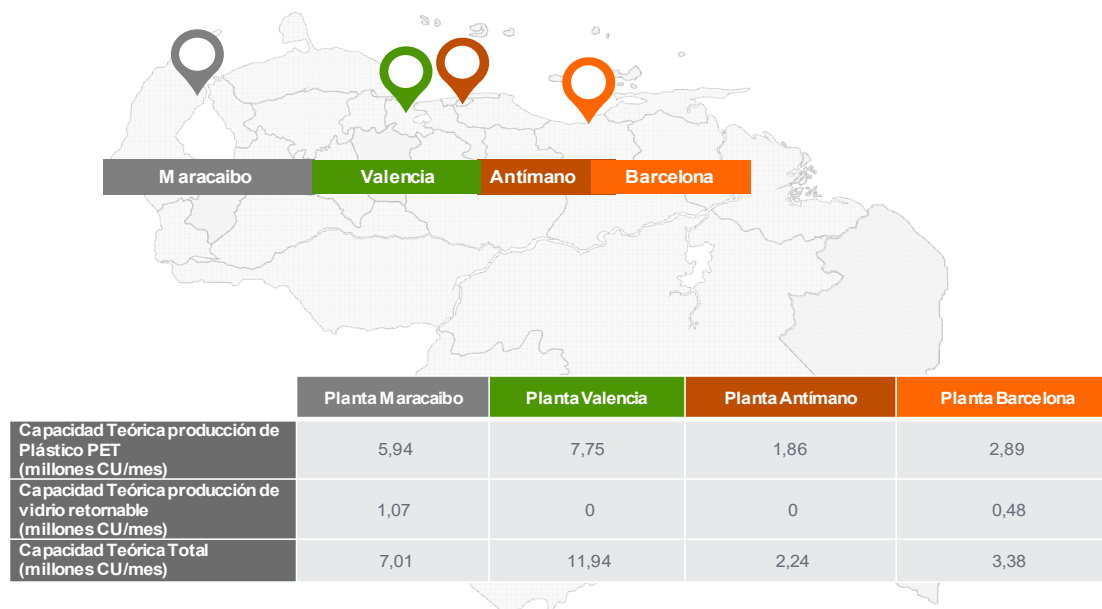 Maracaibo
Valencia
Antímano
Barcelona
Planta Maracaibo
Planta Valencia
Planta Antímano
Planta Barcelona
Capacidad Teórica producción de
Plástico PET
(millones CU/mes)
5,94
7,75
1,86
2,89
Capacidad Teórica producción de
vidrio retornable
(millones CU/mes)
1,07
0
0
0,48
Capacidad Teórica Total
(millones CU/mes)
7,01
11,94
2,24
3,38